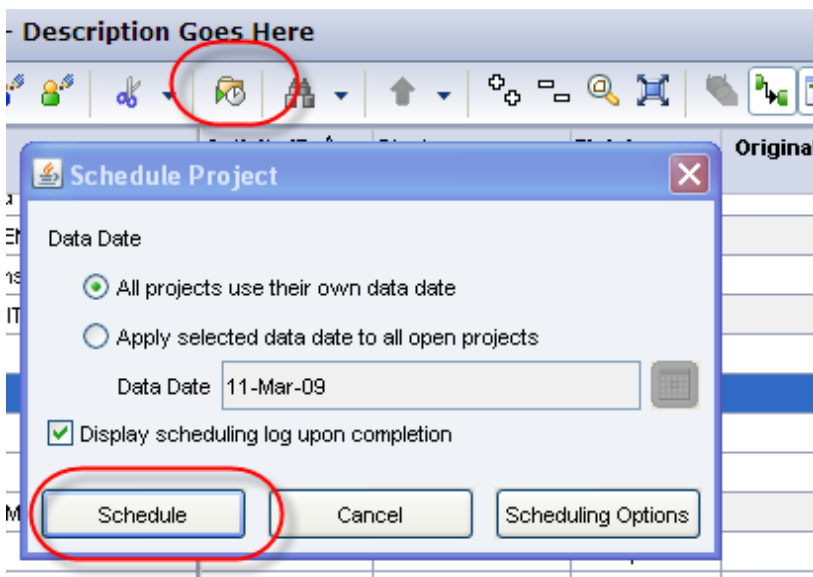 - Description Goes Here
Origina
Schedule Project
Data Date
All projects use their own data date
Apply selected data date to all open projects
Data Date 11-Mar-09
Display scheduling log upon completion
Schedule Cancel Scheduling Options